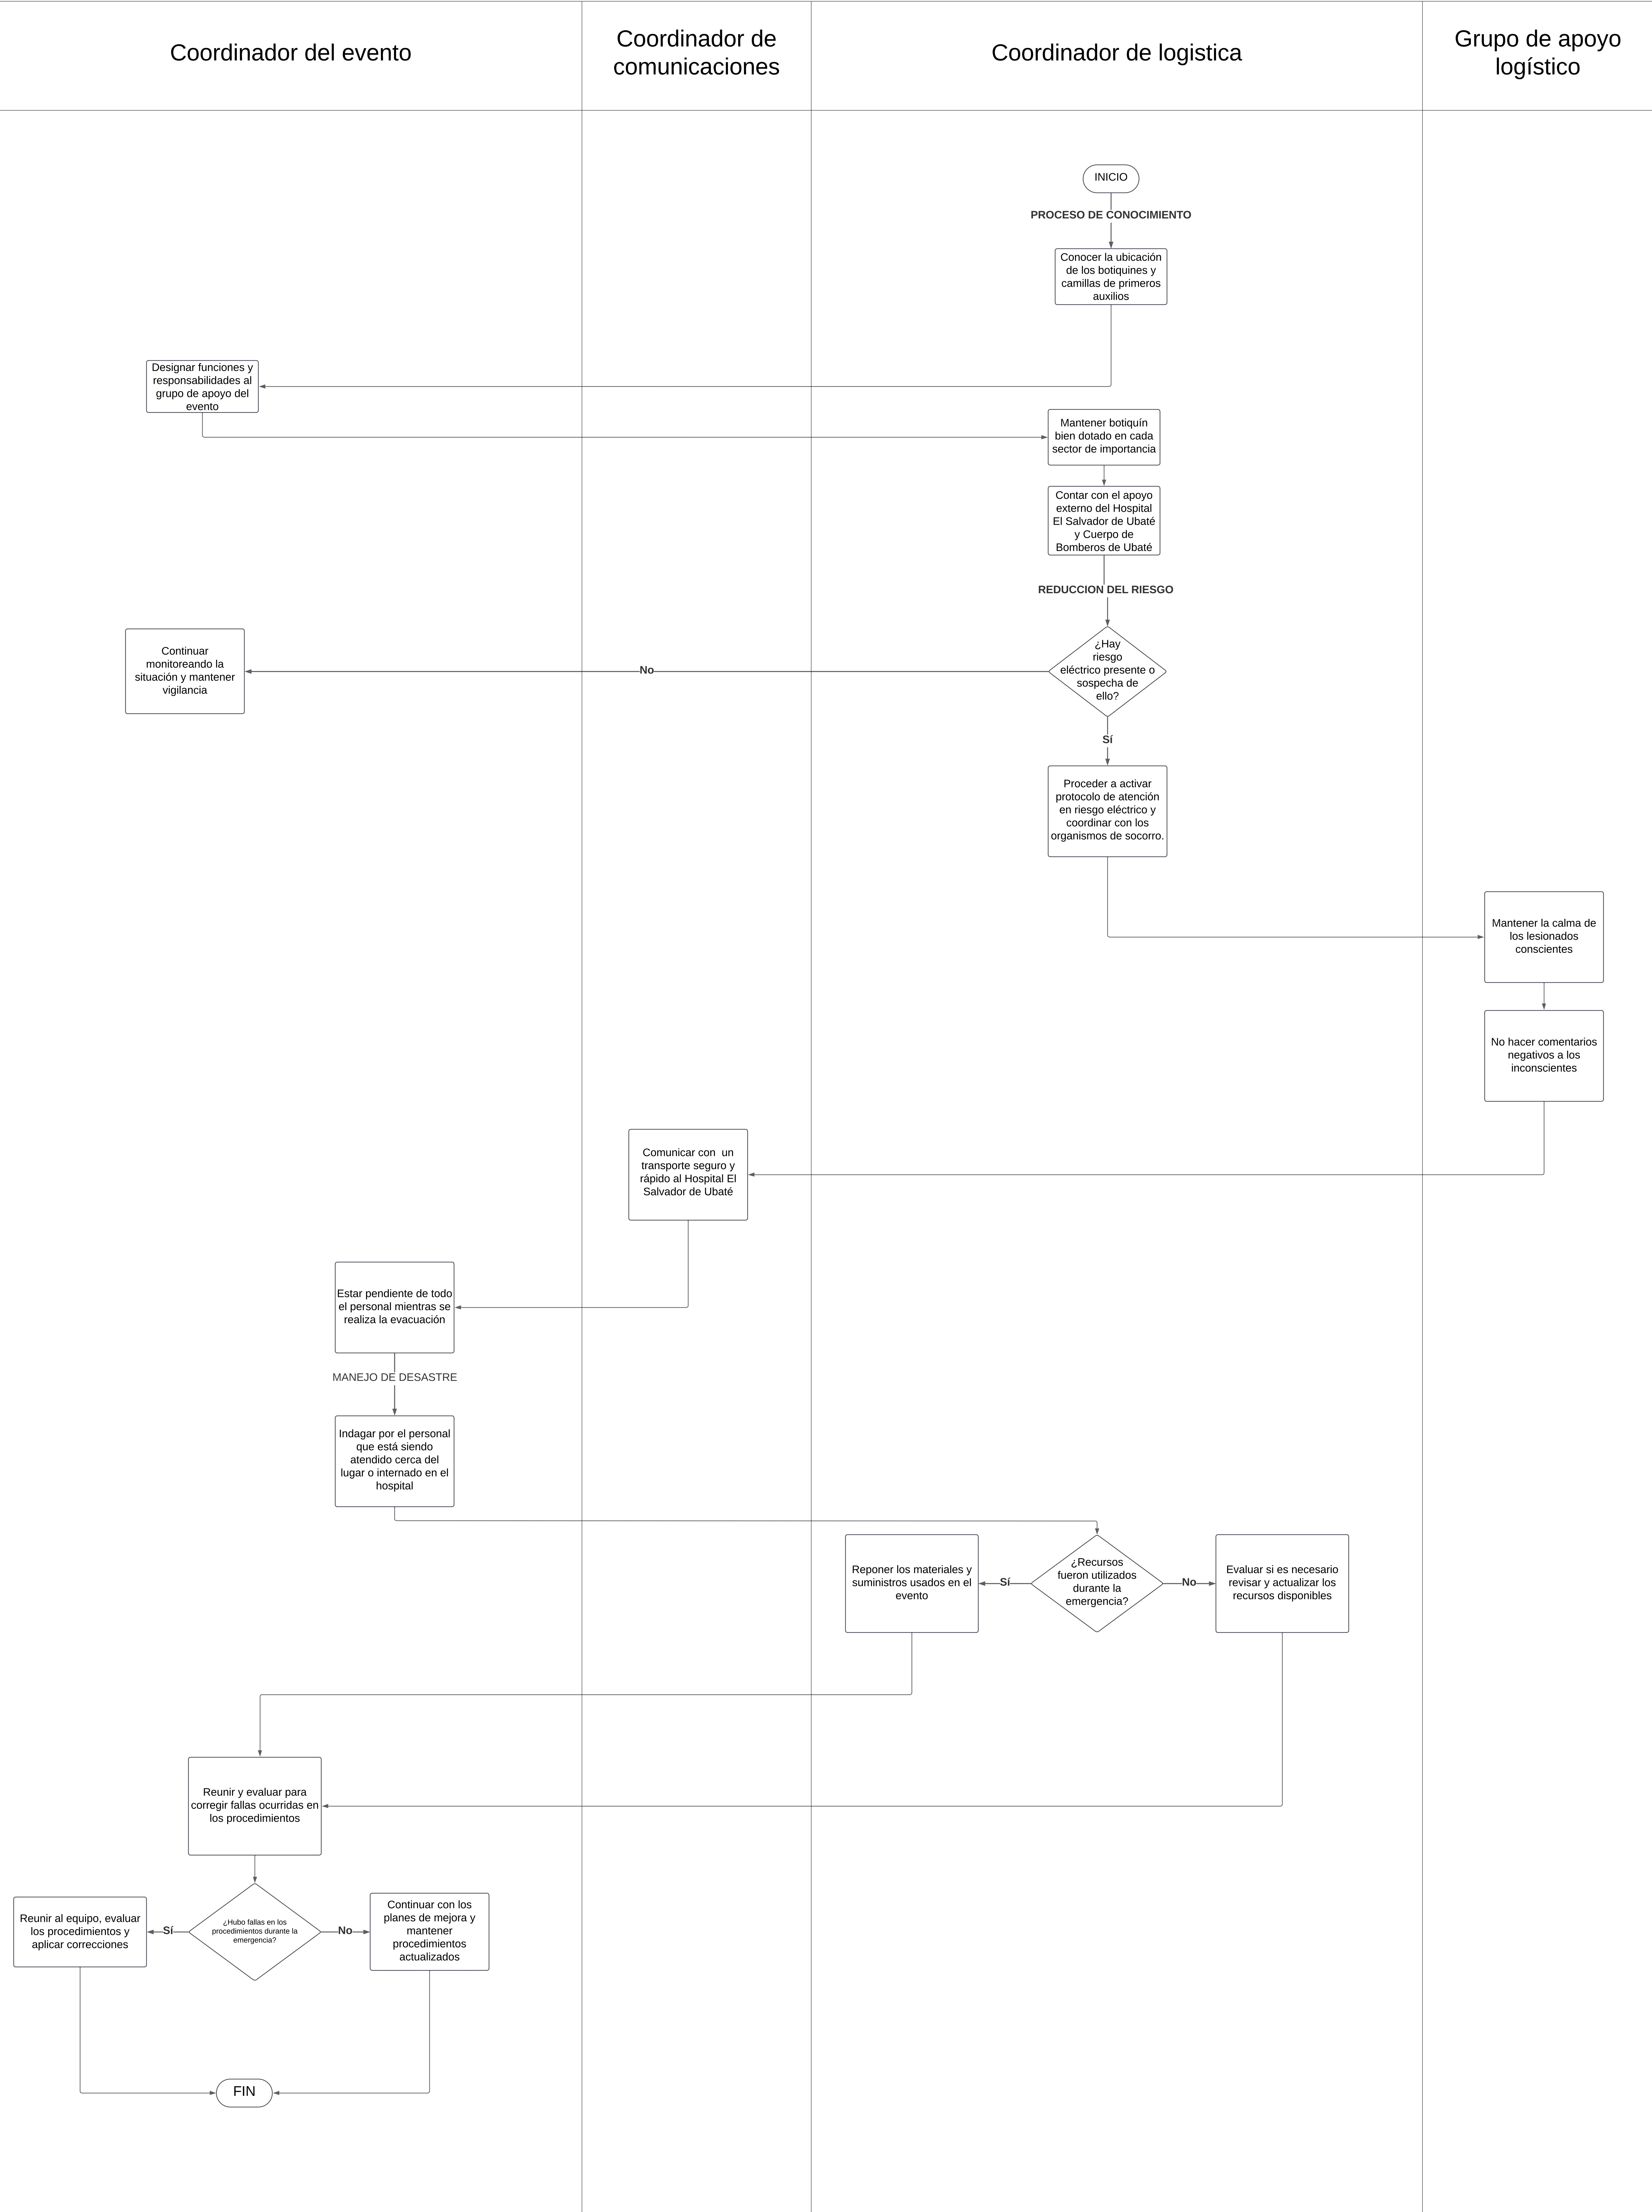 Coordinador del evento
Coordinador de
comunicaciones
Coordinador de logistica
Grupo de apoyo
logístico
INICIO
PROCESO DE CONOCIMIENTO
Conocer la ubicación
de los botiquines y
camillas de primeros
auxilios
Designar funciones y
responsabilidades al
grupo de apoyo del
evento
Mantener botiquín
bien dotado en cada
sector de importancia
Contar con el apoyo
externo del Hospital
El Salvador de Ubaté
y Cuerpo de
Bomberos de Ubaté
REDUCCION DEL RIESGO
¿Hay
riesgo
eléctrico presente o
sospecha de
ello?
No
Continuar
monitoreando la
situación y mantener
vigilancia
Sí
Proceder a activar
protocolo de atención
en riesgo eléctrico y
coordinar con los
organismos de socorro.
Mantener la calma de
los lesionados
conscientes
No hacer comentarios
negativos a los
inconscientes
Comunicar con  un
transporte seguro y
rápido al Hospital El
Salvador de Ubaté
Estar pendiente de todo
el personal mientras se
realiza la evacuación
MANEJO DE DESASTRE
Indagar por el personal
que está siendo
atendido cerca del
lugar o internado en el
hospital
Reponer los materiales y
suministros usados en el
evento
Sí
¿Recursos
fueron utilizados
durante la
emergencia?
No
Evaluar si es necesario
revisar y actualizar los
recursos disponibles
Reunir y evaluar para
corregir fallas ocurridas en
los procedimientos
Reunir al equipo, evaluar
los procedimientos y
aplicar correcciones
Sí
¿Hubo fallas en los
procedimientos durante la
emergencia?
No
Continuar con los
planes de mejora y
mantener
procedimientos
actualizados
FIN